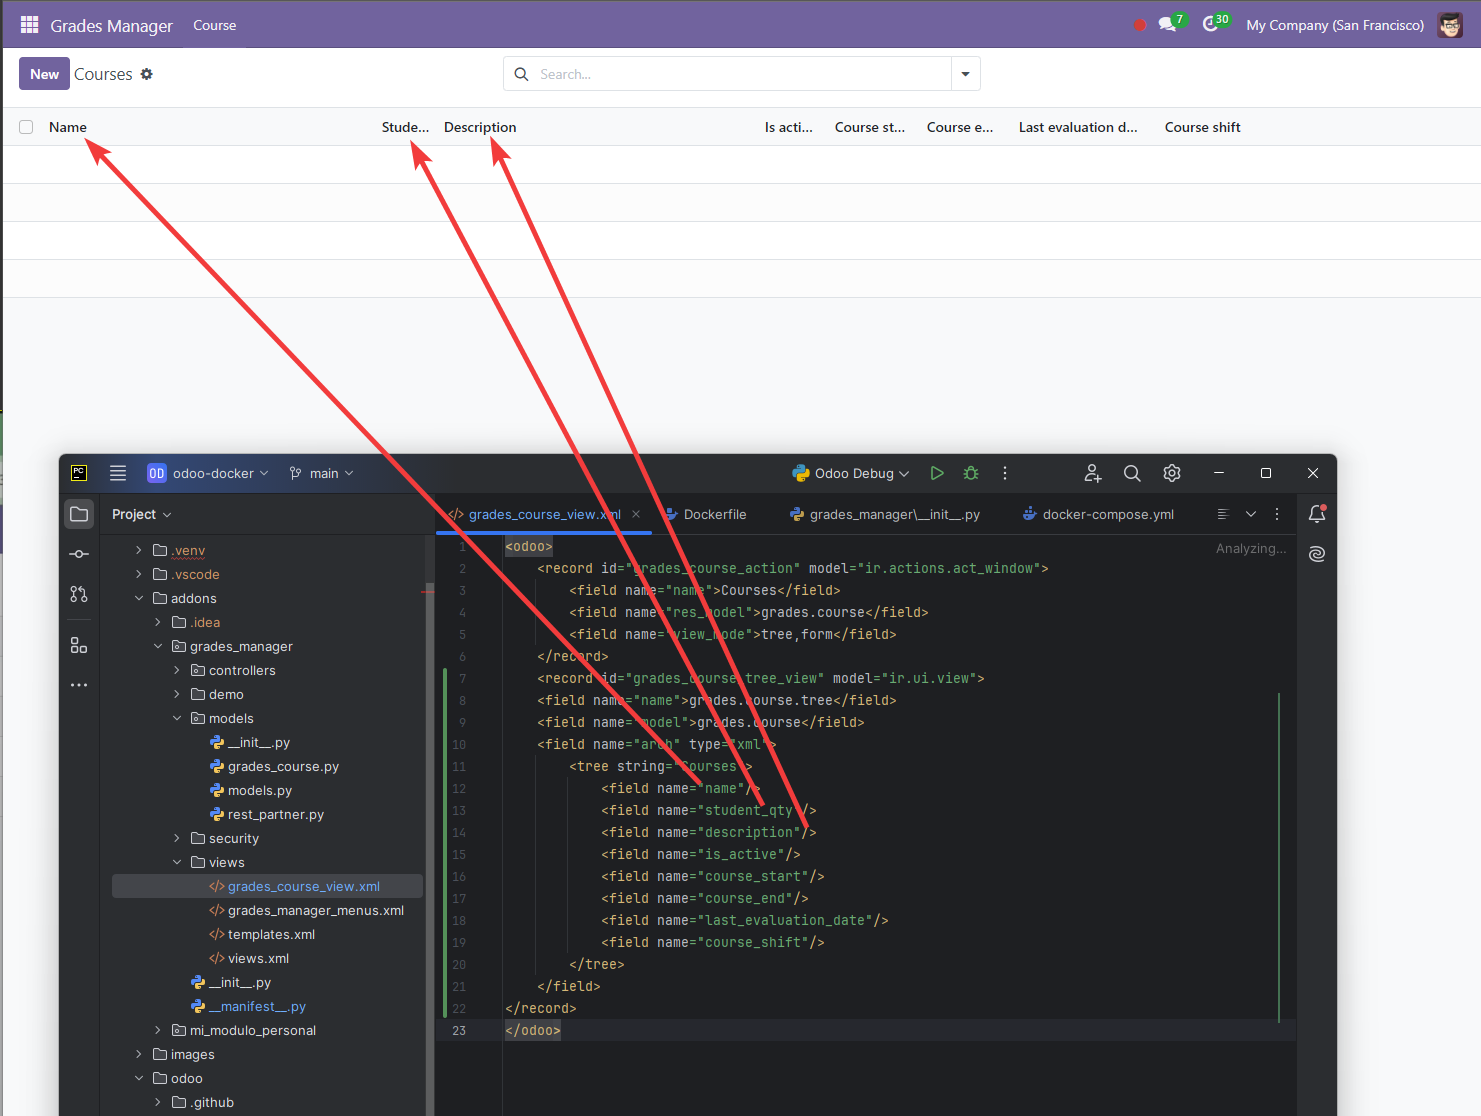 Grades Manager Course 7 30 My Company (San Francisco)
New Courses Search...
Name Stude... Description Is acti... Course st... Course e... Last evaluation d... Course shift
PC OD odoo-docker main Odoo Debug
Project </> grades_course_view.xml Dockerfile grades_manager\__init__.py docker-compose.yml
Analyzing...
.venv
.vscode
addons
.idea
grades_manager
controllers
demo
models
__init__.py
grades_course.py
models.py
rest_partner.py
security
views
</> grades_course_view.xml
</> grades_manager_menus.xml
</> templates.xml
</> views.xml
__init__.py
__manifest__.py
mi_modulo_personal
images
odoo
.github
1 <odoo>
2 <record id="grades_course_action" model="ir.actions.act_window">
3 <field name="name">Courses</field>
4 <field name="res_model">grades.course</field>
5 <field name="view_mode">tree,form</field>
6 </record>
7 <record id="grades_course_tree_view" model="ir.ui.view">
8 <field name="name">grades.course.tree</field>
9 <field name="model">grades.course</field>
10 <field name="arch" type="xml">
11 <tree string="Courses">
12 <field name="name"/>
13 <field name="student_qty"/>
14 <field name="description"/>
15 <field name="is_active"/>
16 <field name="course_start"/>
17 <field name="course_end"/>
18 <field name="last_evaluation_date"/>
19 <field name="course_shift"/>
20 </tree>
21 </field>
22 </record>
23 </odoo>